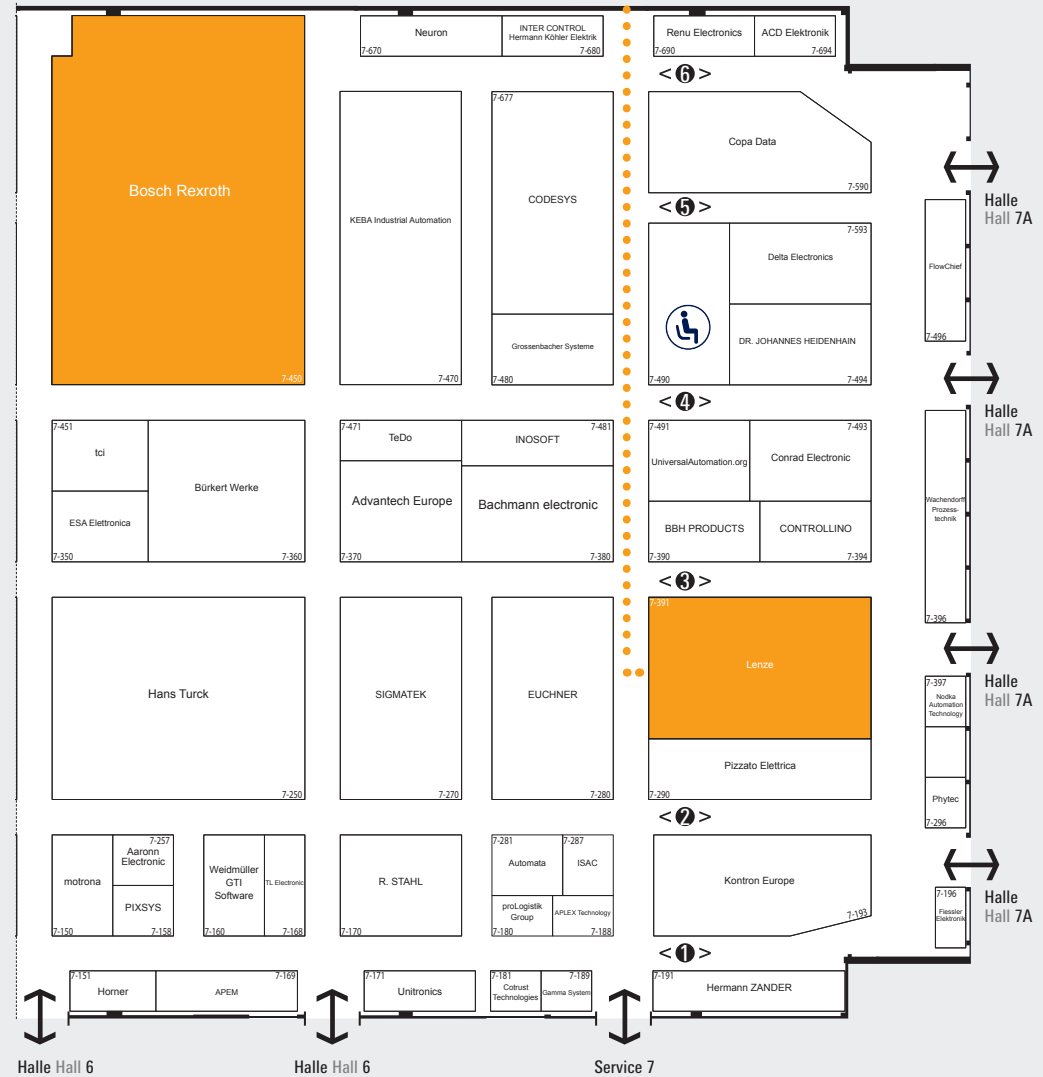 Neuron
7-670
INTER CONTROL
Hermann Köhler Elektrik
7-680
Renu Electronics
7-690
ACD Elektronik
7-694
< 6 >
Bosch Rexroth
7-450
KEBA Industrial Automation
7-470
7-677
CODESYS
Grossenbacher Systeme
7-480
Copa Data
7-590
< 5 >
7-593
Delta Electronics
DR. JOHANNES HEIDENHAIN
7-490
7-494
< 4 >
FlowChief
7-496
Halle
Hall 7A
Halle
Hall 7A
7-451
tci
ESA Elettronica
7-350
Bürkert Werke
7-360
7-471
TeDo
Advantech Europe
7-370
7-481
INOSOFT
Bachmann electronic
7-380
7-491
UniversalAutomation.org
7-493
Conrad Electronic
BBH PRODUCTS
7-390
CONTROLLINO
7-394
< 3 >
Wachendorff
Prozess-
technik
7-396
Halle
Hall 7A
Hans Turck
7-250
SIGMATEK
7-270
EUCHNER
7-280
7-391
Lenze
Pizzato Elettrica
7-290
< 2 >
7-397
Nodka
Automation
Technology
Phytec
7-296
motrona
7-150
7-257
Aaronn
Electronic
PIXSYS
7-158
Weidmüller
GTI
Software
7-160
TL Electronic
7-168
R. STAHL
7-170
7-281
Automata
7-287
ISAC
proLogistik
Group
7-180
APLEX Technology
7-188
Kontron Europe
7-193
< 1 >
7-196
Fiessler
Elektronik
Halle
Hall 7A
7-151
Horner
7-169
APEM
7-171
Unitronics
7-181
Cotrust
Technologies
7-189
Gamma System
7-191
Hermann ZANDER
Halle Hall 6
Halle Hall 6
Service 7